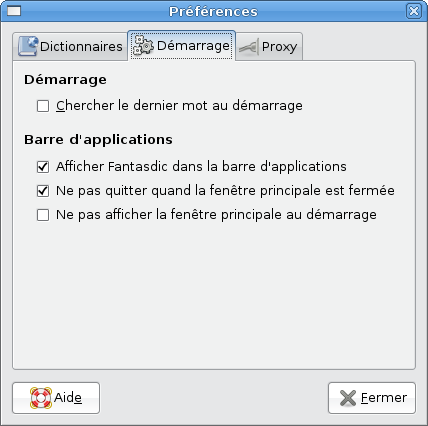 Préférences
Dictionnaires Démarrage Proxy
Démarrage
Chercher le dernier mot au démarrage
Barre d'applications
Afficher Fantasdic dans la barre d'applications
Ne pas quitter quand la fenêtre principale est fermée
Ne pas afficher la fenêtre principale au démarrage
Aide Fermer